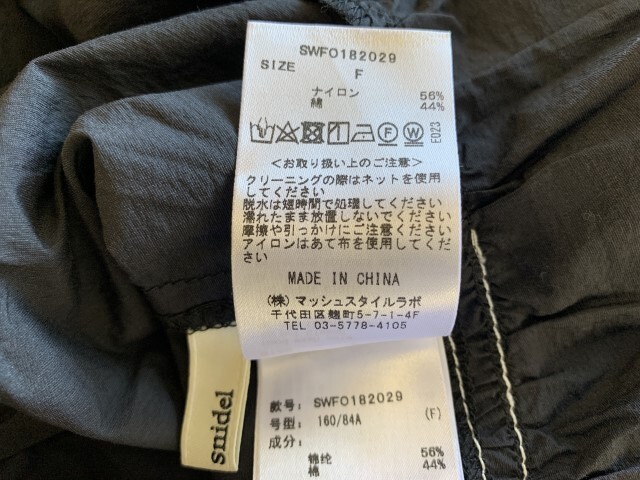 SWFO182029
SIZE F
ナイロン 56%
綿 44%
F W E023
<お取り扱い上のご注意>
クリーニングの際はネットを使用
してください
脱水は短時間で処理してください
濡れたまま放置しないでください
摩擦や引っかけにご注意ください
アイロンはあて布を使用してくだ
さい
MADE IN CHINA
(株)マッシュスタイルラボ
千代田区麹町5-7-1-4F
TEL 03-5778-4105
snidel
款号: SWFO182029
号型: 160/84A (F)
成分:
锦纶 56%
棉 44%